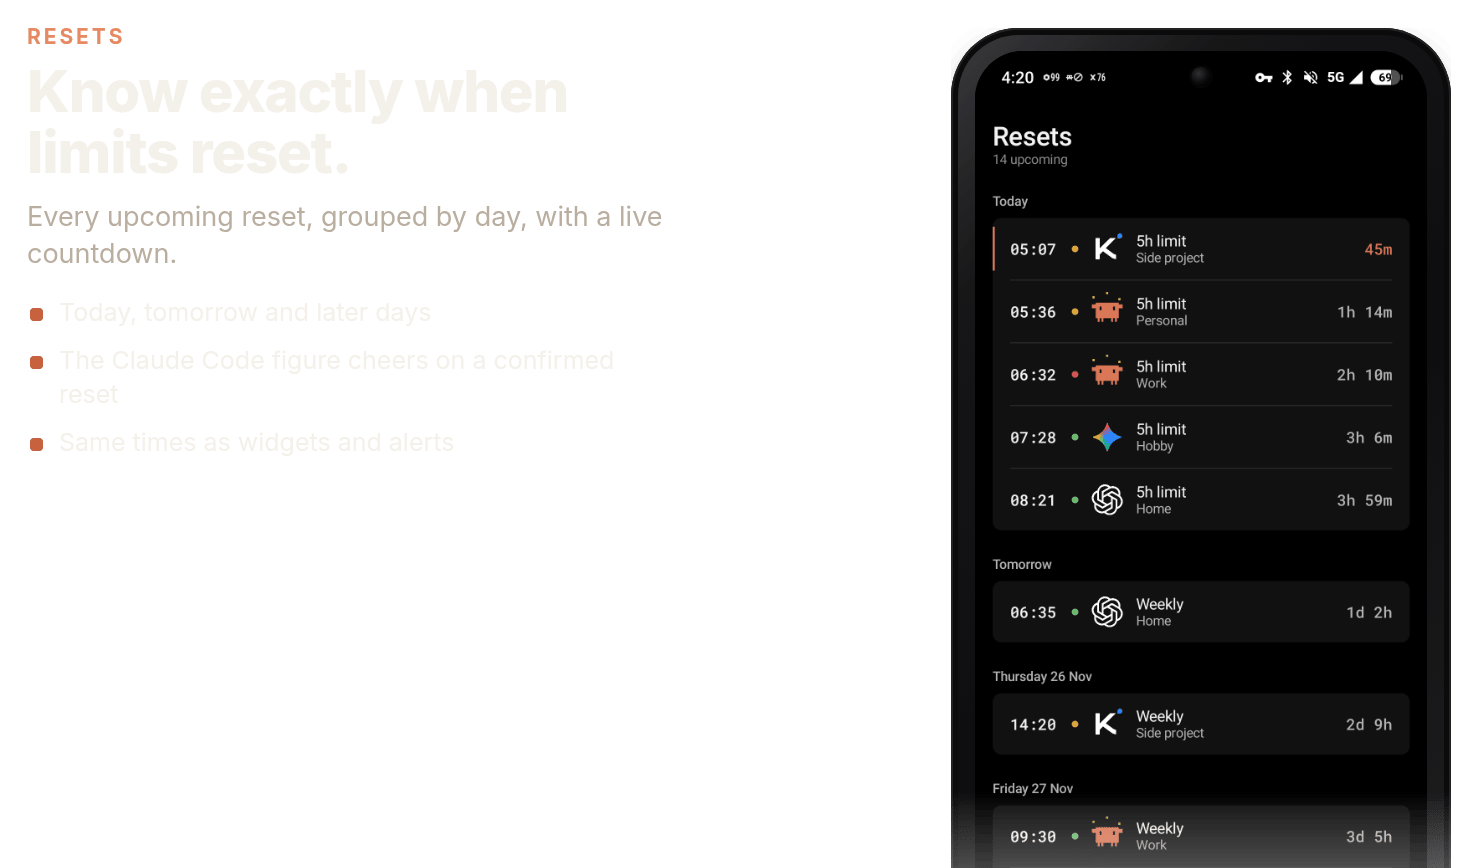 RESETS
Know exactly when
limits reset.
Every upcoming reset, grouped by day, with a live
countdown.
Today, tomorrow and later days
The Claude Code figure cheers on a confirmed
reset
Same times as widgets and alerts
4:20 99 76 5G 69
Resets
14 upcoming
Today
05:07 5h limit 45m
Side project
05:36 5h limit 1h 14m
Personal
06:32 5h limit 2h 10m
Work
07:28 5h limit 3h 6m
Hobby
08:21 5h limit 3h 59m
Home
Tomorrow
06:35 Weekly 1d 2h
Home
Thursday 26 Nov
14:20 Weekly 2d 9h
Side project
Friday 27 Nov
09:30 Weekly 3d 5h
Work